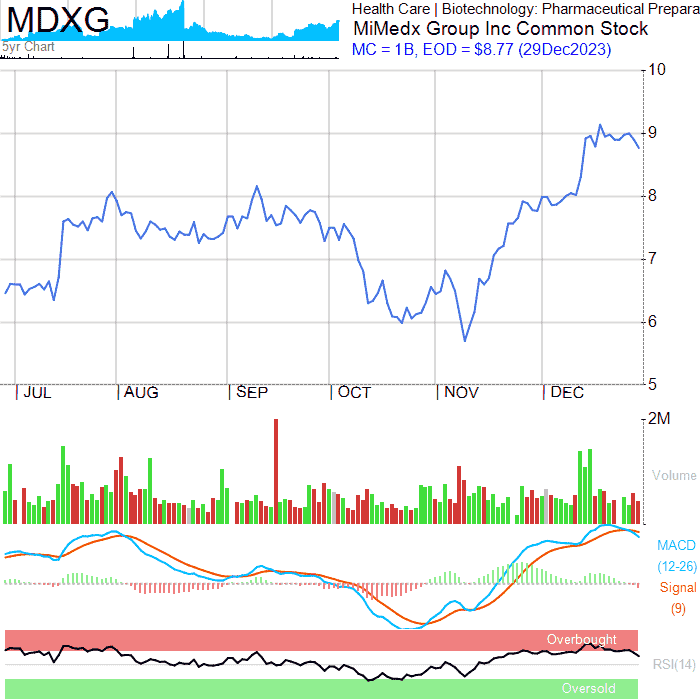 MDXG
5yr Chart
Health Care | Biotechnology: Pharmaceutical Prepara
MiMedx Group Inc Common Stock
MC = 1B, EOD = $8.77 (29Dec2023)
10
9
8
7
6
5
JUL AUG SEP OCT NOV DEC
2M
Volume
MACD
(12-26)
Signal
(9)
Overbought
RSI(14)
Oversold